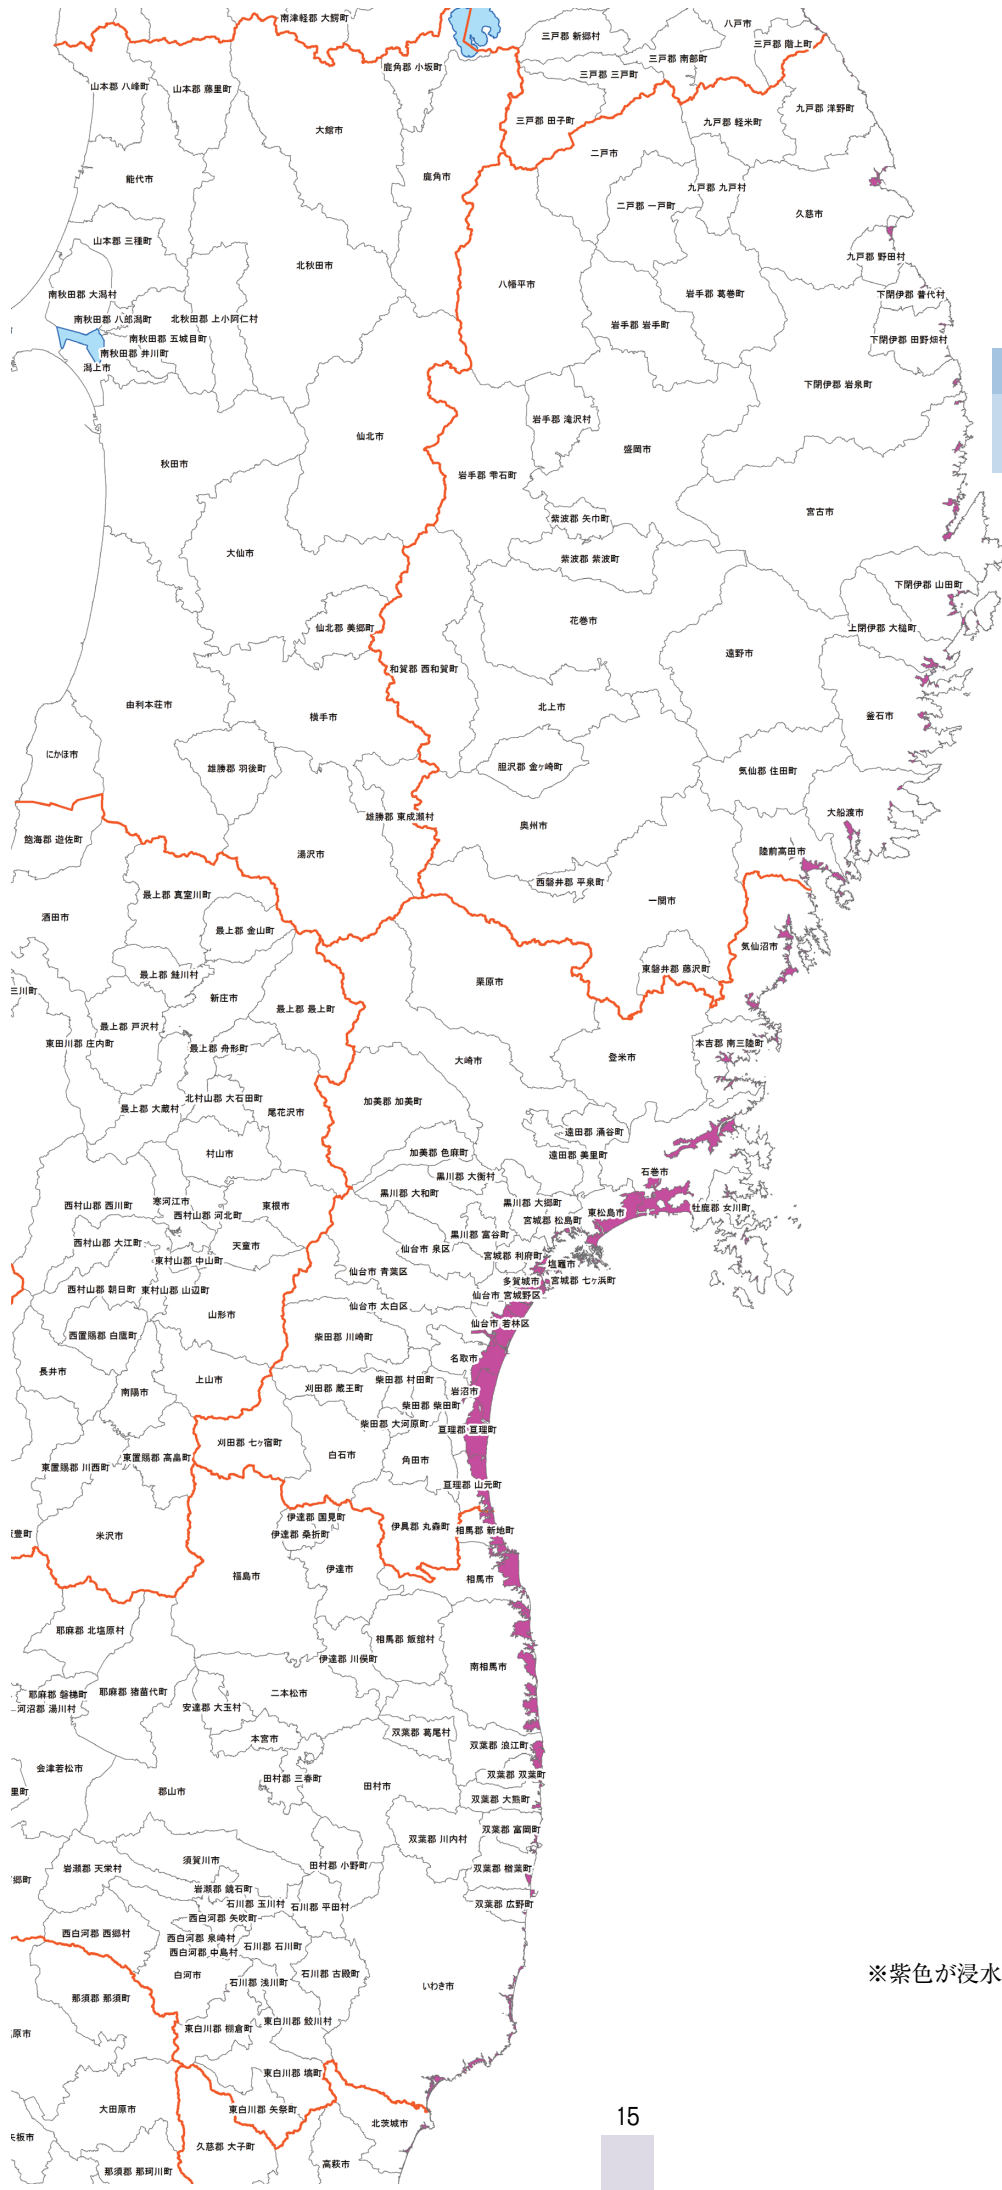 南津軽郡 大鰐町
八戸市
三戸郡 新郷村
三戸郡 階上町
三戸郡 南部町
鹿角郡 小坂町
三戸郡 三戸町
山本郡 八峰町
山本郡 藤里町
九戸郡 洋野町
三戸郡 田子町
九戸郡 軽米町
大館市
二戸市
鹿角市
能代市
九戸郡 九戸村
二戸郡 一戸町
久慈市
山本郡 三種町
九戸郡 野田村
北秋田市
八幡平市
南秋田郡 大潟村
岩手郡 葛巻町
下閉伊郡 普代村
南秋田郡 八郎潟町
北秋田郡 上小阿仁村
岩手郡 岩手町
南秋田郡 五城目町
下閉伊郡 田野畑村
南秋田郡 井川町
潟上市
下閉伊郡 岩泉町
岩手郡 滝沢村
仙北市
盛岡市
秋田市
岩手郡 雫石町
宮古市
紫波郡 矢巾町
大仙市
紫波郡 紫波町
下閉伊郡 山田町
花巻市
仙北郡 美郷町
上閉伊郡 大槌町
遠野市
和賀郡 西和賀町
由利本荘市
北上市
横手市
釜石市
にかほ市
雄勝郡 羽後町
胆沢郡 金ヶ崎町
気仙郡 住田町
大船渡市
雄勝郡 東成瀬村
奥州市
飽海郡 遊佐町
湯沢市
陸前高田市
西磐井郡 平泉町
最上郡 真室川町
一関市
酒田市
最上郡 金山町
気仙沼市
東磐井郡 藤沢町
最上郡 鮭川村
栗原市
三川町
新庄市
最上郡 最上町
最上郡 戸沢村
東田川郡 庄内町
最上郡 舟形町
本吉郡 南三陸町
登米市
大崎市
北村山郡 大石田町
加美郡 加美町
最上郡 大蔵村
尾花沢市
遠田郡 涌谷町
村山市
加美郡 色麻町
遠田郡 美里町
石巻市
黒川郡 大衡村
黒川郡 大和町
寒河江市
西村山郡 西川町
東根市
黒川郡 大郷町
牡鹿郡 女川町
西村山郡 河北町
東松島市
宮城郡 松島町
黒川郡 富谷町
西村山郡 大江町
天童市
仙台市 泉区
宮城郡 利府町
東村山郡 中山町
塩竈市
仙台市 青葉区
多賀城市
宮城郡 七ヶ浜町
西村山郡 朝日町
東村山郡 山辺町
仙台市 宮城野区
仙台市 太白区
山形市
仙台市 若林区
西置賜郡 白鷹町
柴田郡 川崎町
名取市
長井市
上山市
柴田郡 村田町
刈田郡 蔵王町
岩沼市
南陽市
柴田郡 柴田町
柴田郡 大河原町
亘理郡 亘理町
刈田郡 七ヶ宿町
白石市
角田市
東置賜郡 高畠町
東置賜郡 川西町
亘理郡 山元町
伊達郡 国見町
伊具郡 丸森町
相馬郡 新地町
豊町
米沢市
伊達郡 桑折町
伊達市
福島市
相馬市
耶麻郡 北塩原村
相馬郡 飯舘村
伊達郡 川俣町
南相馬市
耶麻郡 磐梯町
耶麻郡 猪苗代町
二本松市
河沼郡 湯川村
安達郡 大玉村
双葉郡 葛尾村
本宮市
双葉郡 浪江町
会津若松市
双葉郡 双葉町
田村郡 三春町
田村市
里町
郡山市
双葉郡 大熊町
双葉郡 富岡町
双葉郡 川内村
須賀川市
田村郡 小野町
岩瀬郡 天栄村
双葉郡 楢葉町
郷町
岩瀬郡 鏡石町
石川郡 玉川村
石川郡 平田村
双葉郡 広野町
西白河郡 矢吹町
西白河郡 西郷村
西白河郡 泉崎村
石川郡 石川町
西白河郡 中島村
白河市
石川郡 古殿町
※紫色が浸水
石川郡 浅川町
いわき市
那須郡 那須町
東白川郡 鮫川村
東白川郡 棚倉町
原市
東白川郡 塙町
大田原市
東白川郡 矢祭町
15
北茨城市
矢板市
久慈郡 大子町
高萩市
那須郡 那珂川町